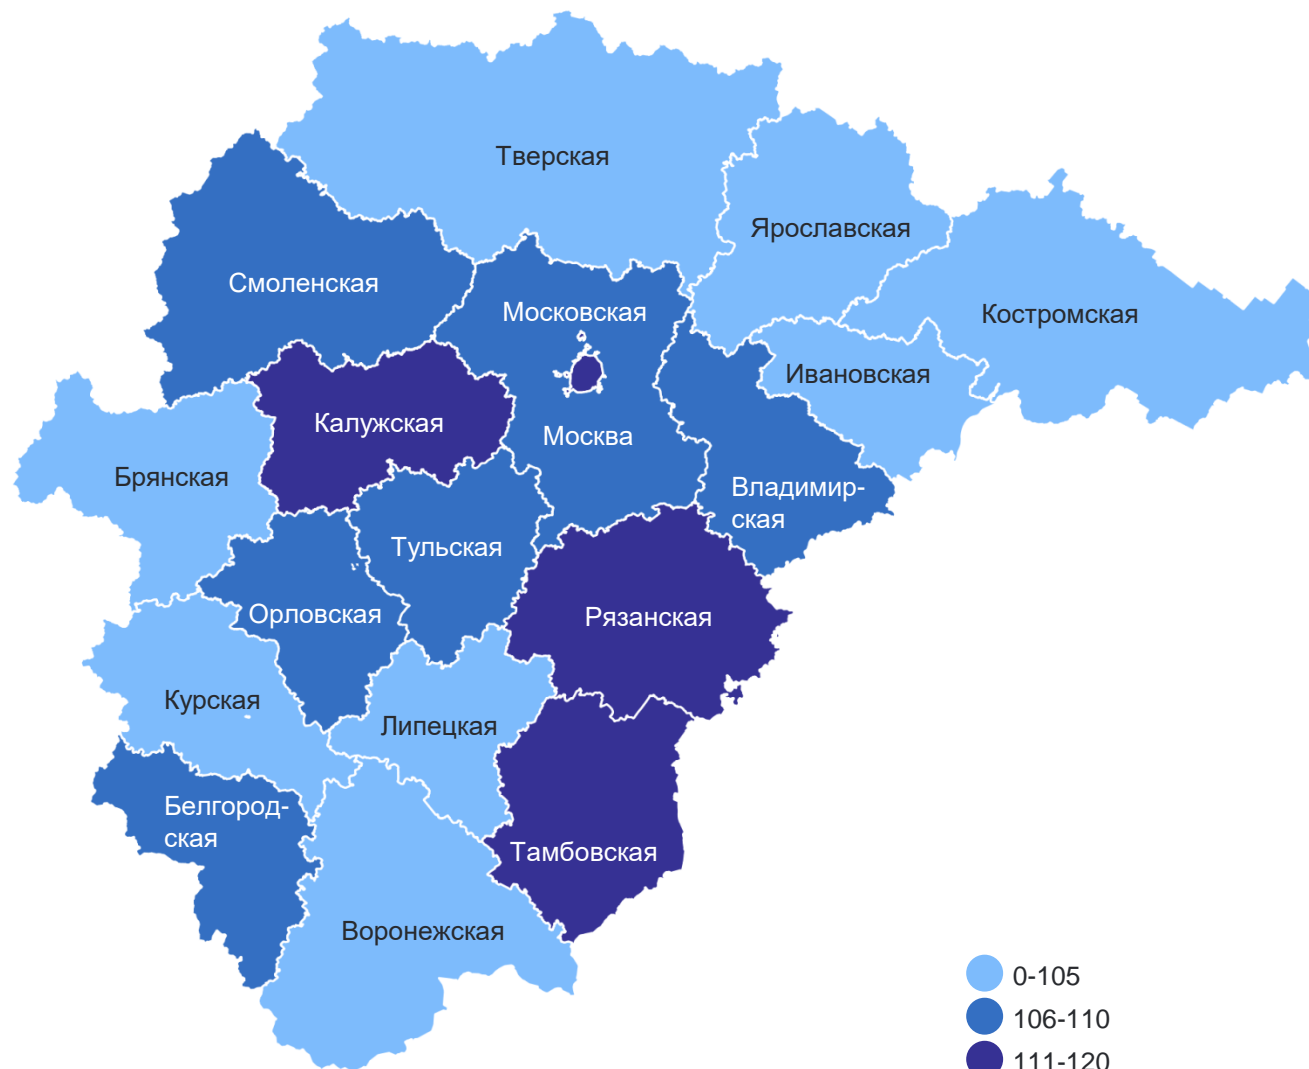 Тверская
Ярославская
Смоленская
Московская
Костромская
Ивановская
Калужская
Москва
Брянская
Владимир-
ская
Тульская
Орловская
Рязанская
Курская
Липецкая
Белгород-
ская
Тамбовская
Воронежская
0-105
106-110
111-120